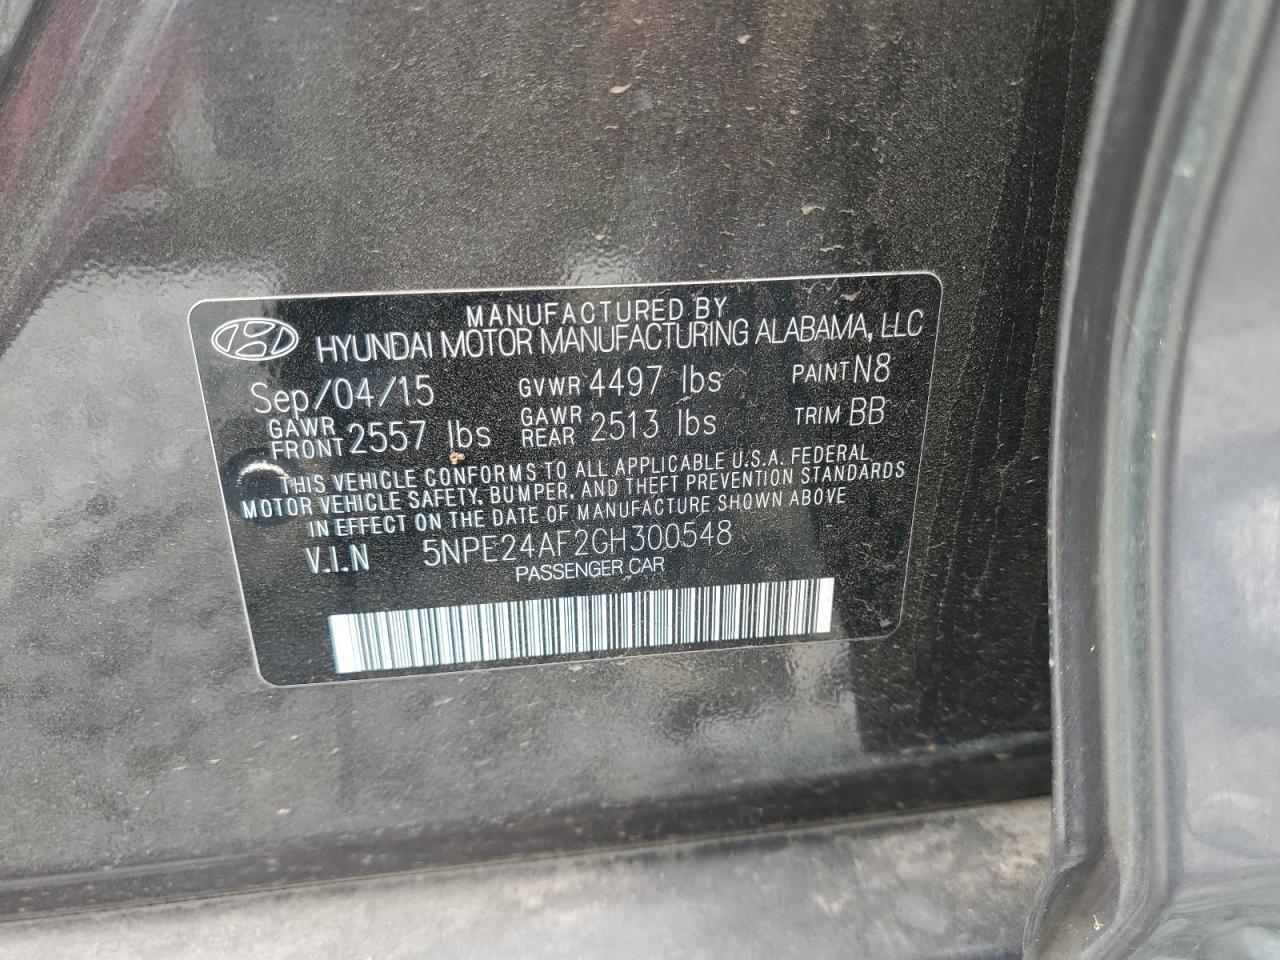 MANUFACTURED BY
HYUNDAI MOTOR MANUFACTURING ALABAMA, LLC
Sep/04/15 GVWR 4497 lbs PAINT N8
GAWR FRONT 2557 lbs GAWR REAR 2513 lbs TRIM BB
THIS VEHICLE CONFORMS TO ALL APPLICABLE U.S.A. FEDERAL
MOTOR VEHICLE SAFETY, BUMPER, AND THEFT PREVENTION STANDARDS
IN EFFECT ON THE DATE OF MANUFACTURE SHOWN ABOVE
V.I.N 5NPE24AF2GH300548
PASSENGER CAR